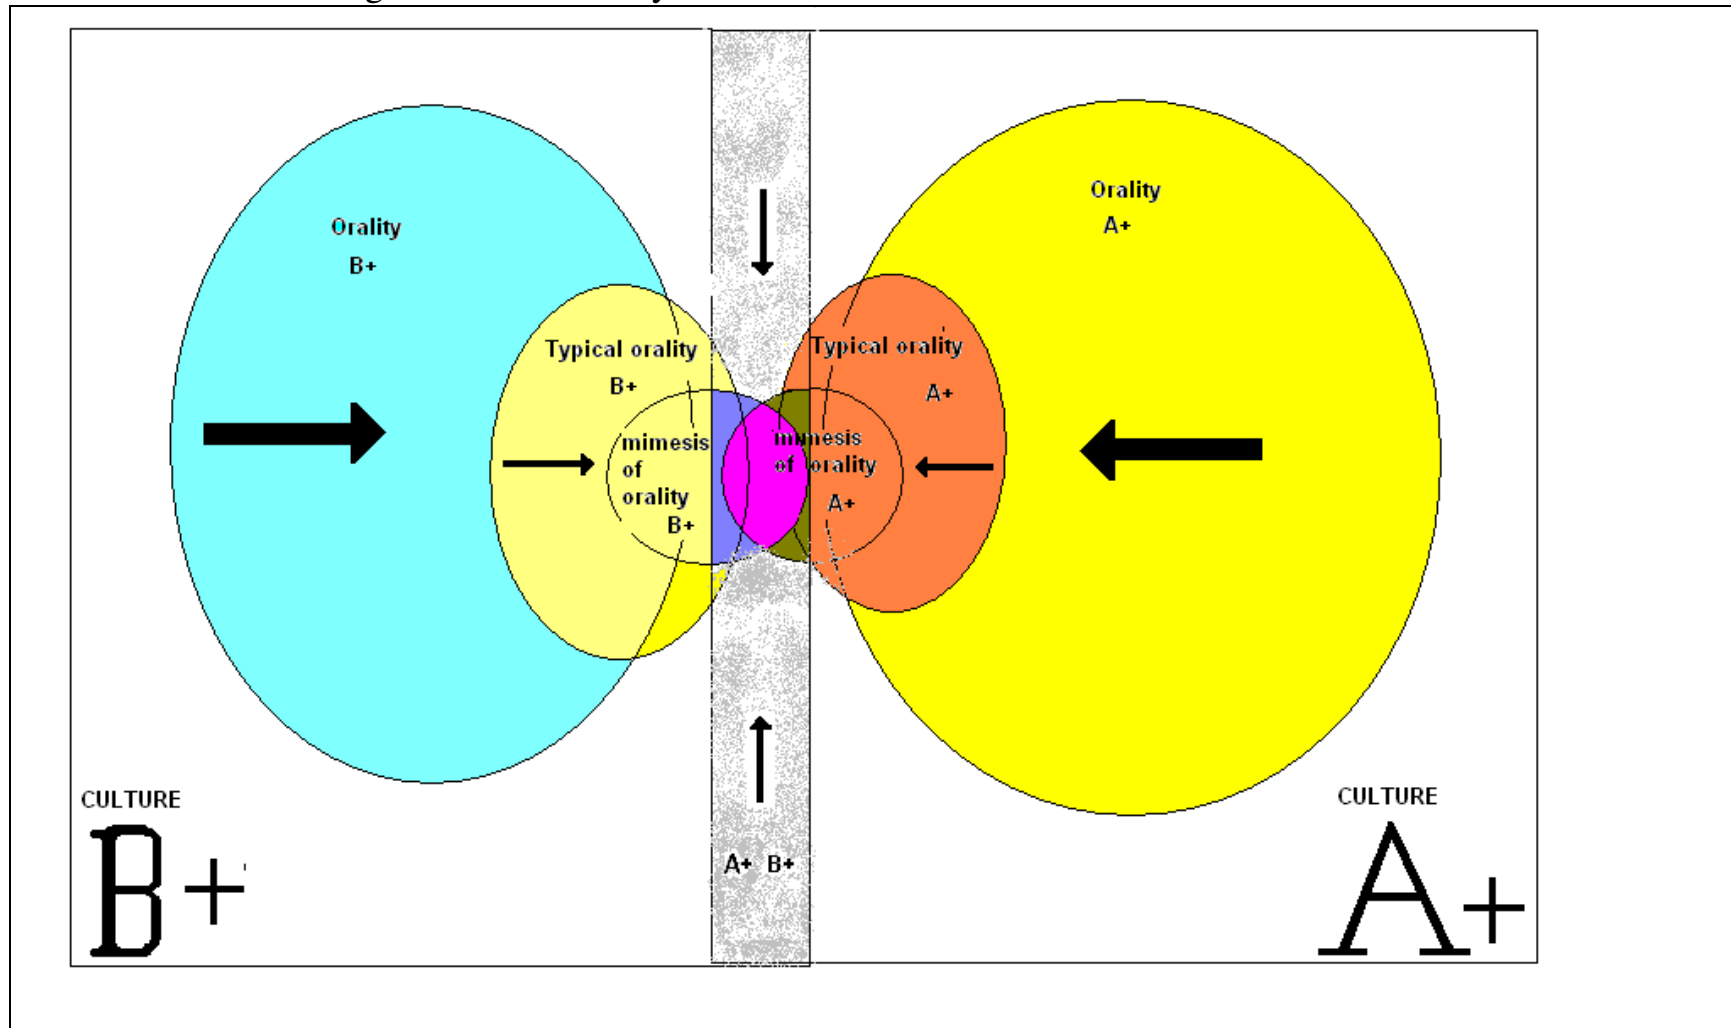 Orality
B+
Typical orality
B+
mimesis
of
orality
B+
Orality
A+
Typical orality
A+
mimesis
of orality
A+
CULTURE
B+
A+ B+
CULTURE
A+